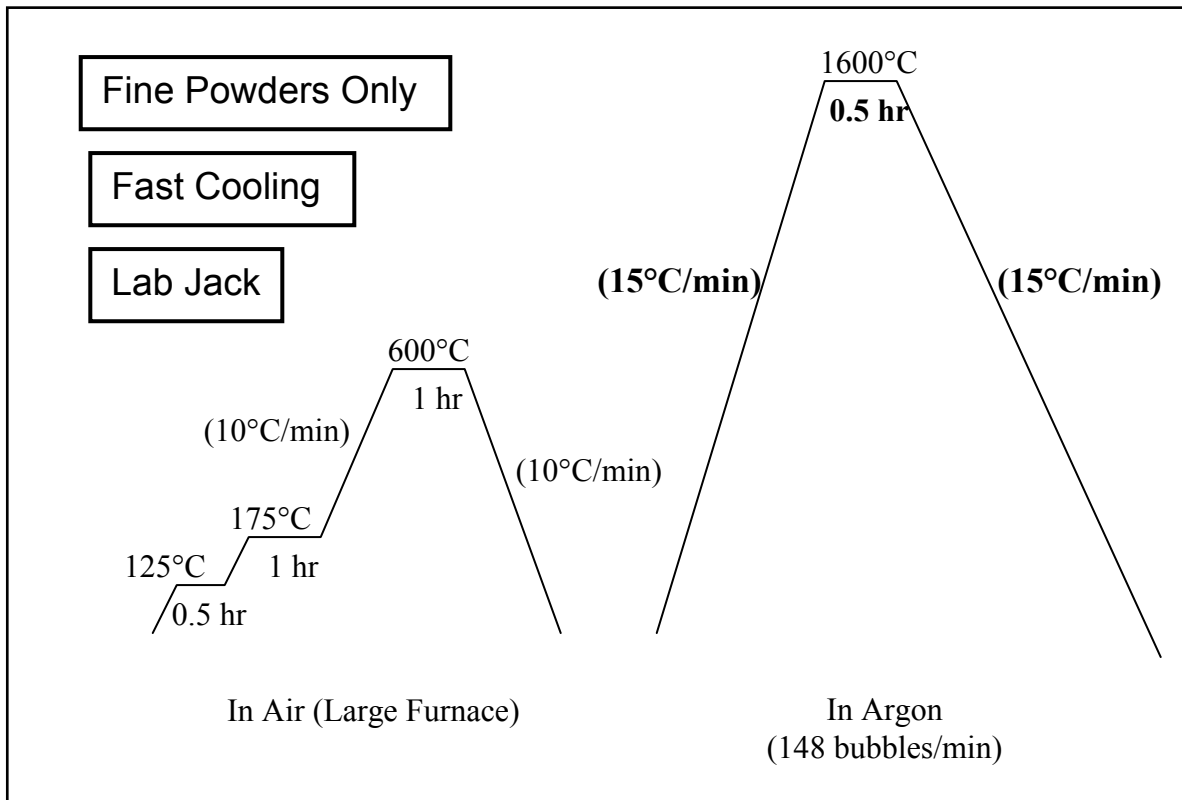 Fine Powders Only
Fast Cooling
Lab Jack
1600°C
0.5 hr
(15°C/min)
(15°C/min)
600°C
1 hr
(10°C/min)
(10°C/min)
175°C
1 hr
125°C
0.5 hr
In Air (Large Furnace)
In Argon
(148 bubbles/min)